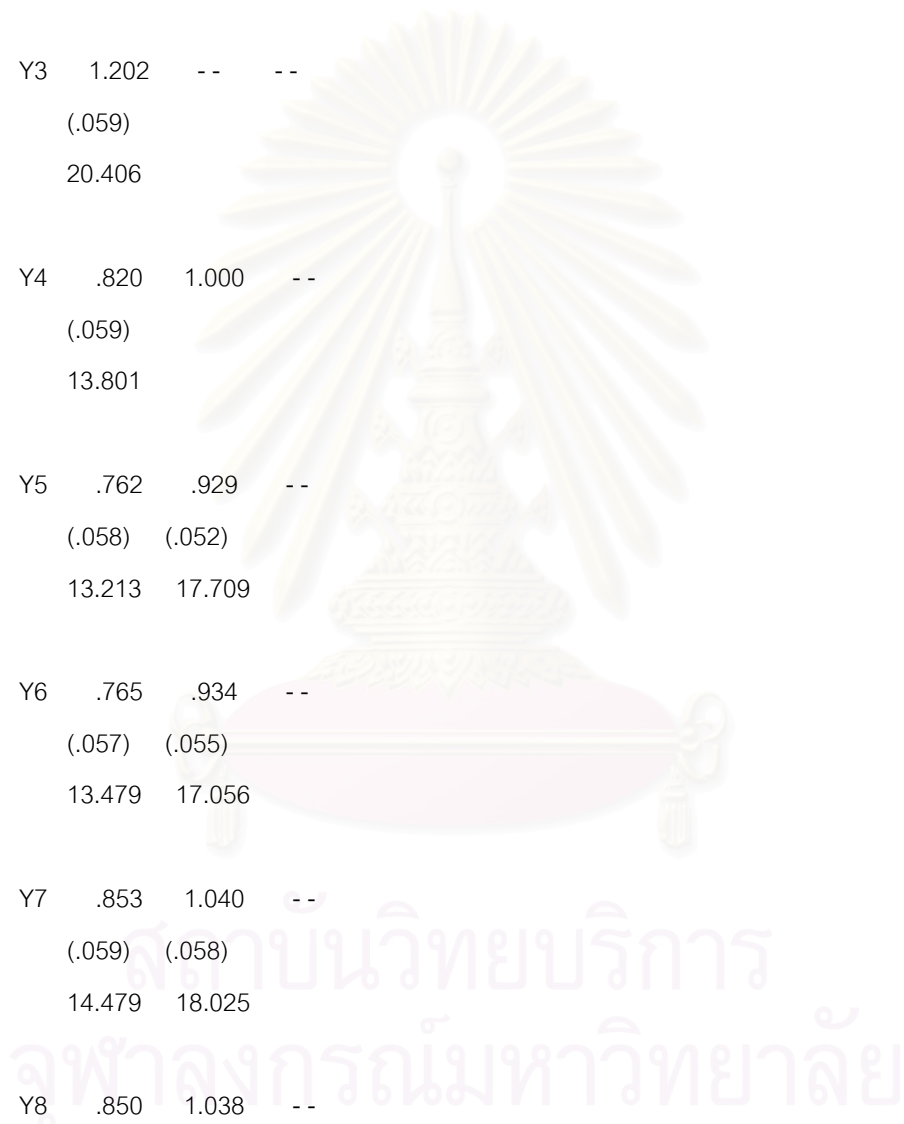 Y3 1.202 - - - -
(.059)
20.406
Y4 .820 1.000 - -
(.059)
13.801
Y5 .762 .929 - -
(.058) (.052)
13.213 17.709
Y6 .765 .934 - -
(.057) (.055)
13.479 17.056
Y7 .853 1.040 - -
(.059) (.058)
14.479 18.025
Y8 .850 1.038 - -
สถาบันวิทยบริการ
จุฬาลงกรณ์มหาวิทยาลัย